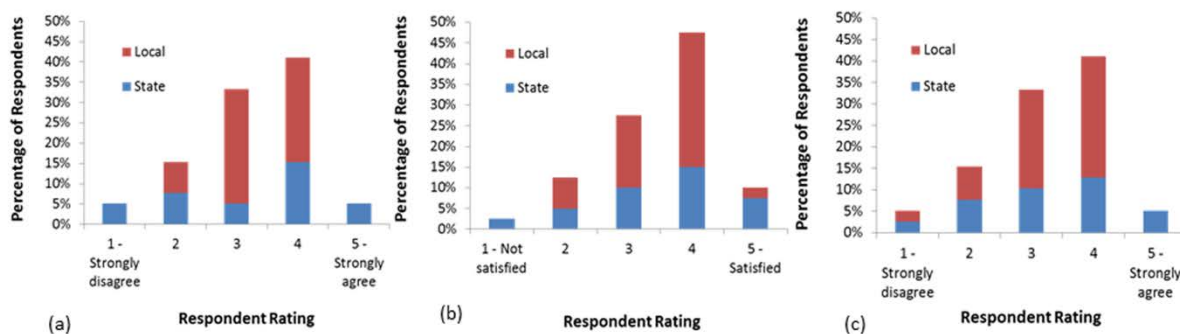 Percentage of Respondents
50%
45%
40%
35%
30%
25%
20%
15%
10%
5%
0%
Local
State
1 -
Strongly
disagree
2
3
4
5 -
Strongly
agree
Respondent Rating
(a)
Percentage of Respondents
50%
45%
40%
35%
30%
25%
20%
15%
10%
5%
0%
Local
State
1 - Not
satisfied
2
3
4
5 -
Satisfied
Respondent Rating
(b)
Percentage of Respondents
50%
45%
40%
35%
30%
25%
20%
15%
10%
5%
0%
Local
State
1 -
Strongly
disagree
2
3
4
5 -
Strongly
agree
Respondent Rating
(c)